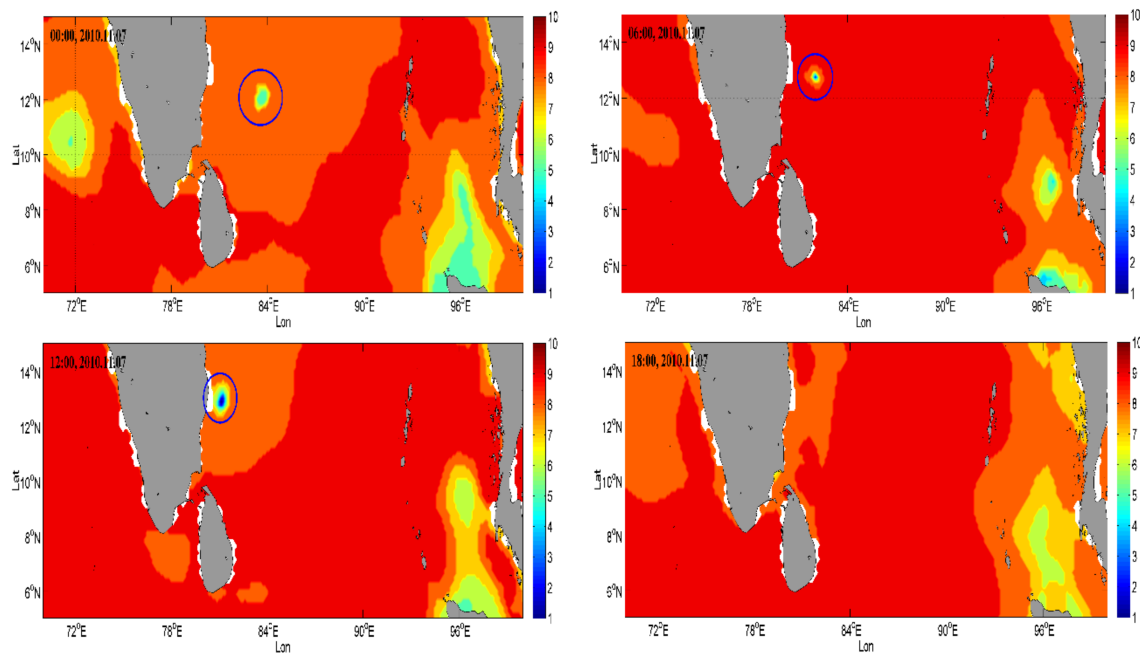 00:00, 2010.11.07
14°N
12°N
10°N
8°N
6°N
Lat
72°E
78°E
84°E
90°E
96°E
Lon
10
9
8
7
6
5
4
3
2
1
06:00, 2010.11.07
14°N
12°N
10°N
8°N
6°N
Lat
72°E
78°E
84°E
90°E
96°E
Lon
10
9
8
7
6
5
4
3
2
1
12:00, 2010.11.07
14°N
12°N
10°N
8°N
6°N
Lat
72°E
78°E
84°E
90°E
96°E
Lon
10
9
8
7
6
5
4
3
2
1
18:00, 2010.11.07
14°N
12°N
10°N
8°N
6°N
Lat
72°E
78°E
84°E
90°E
96°E
Lon
10
9
8
7
6
5
4
3
2
1